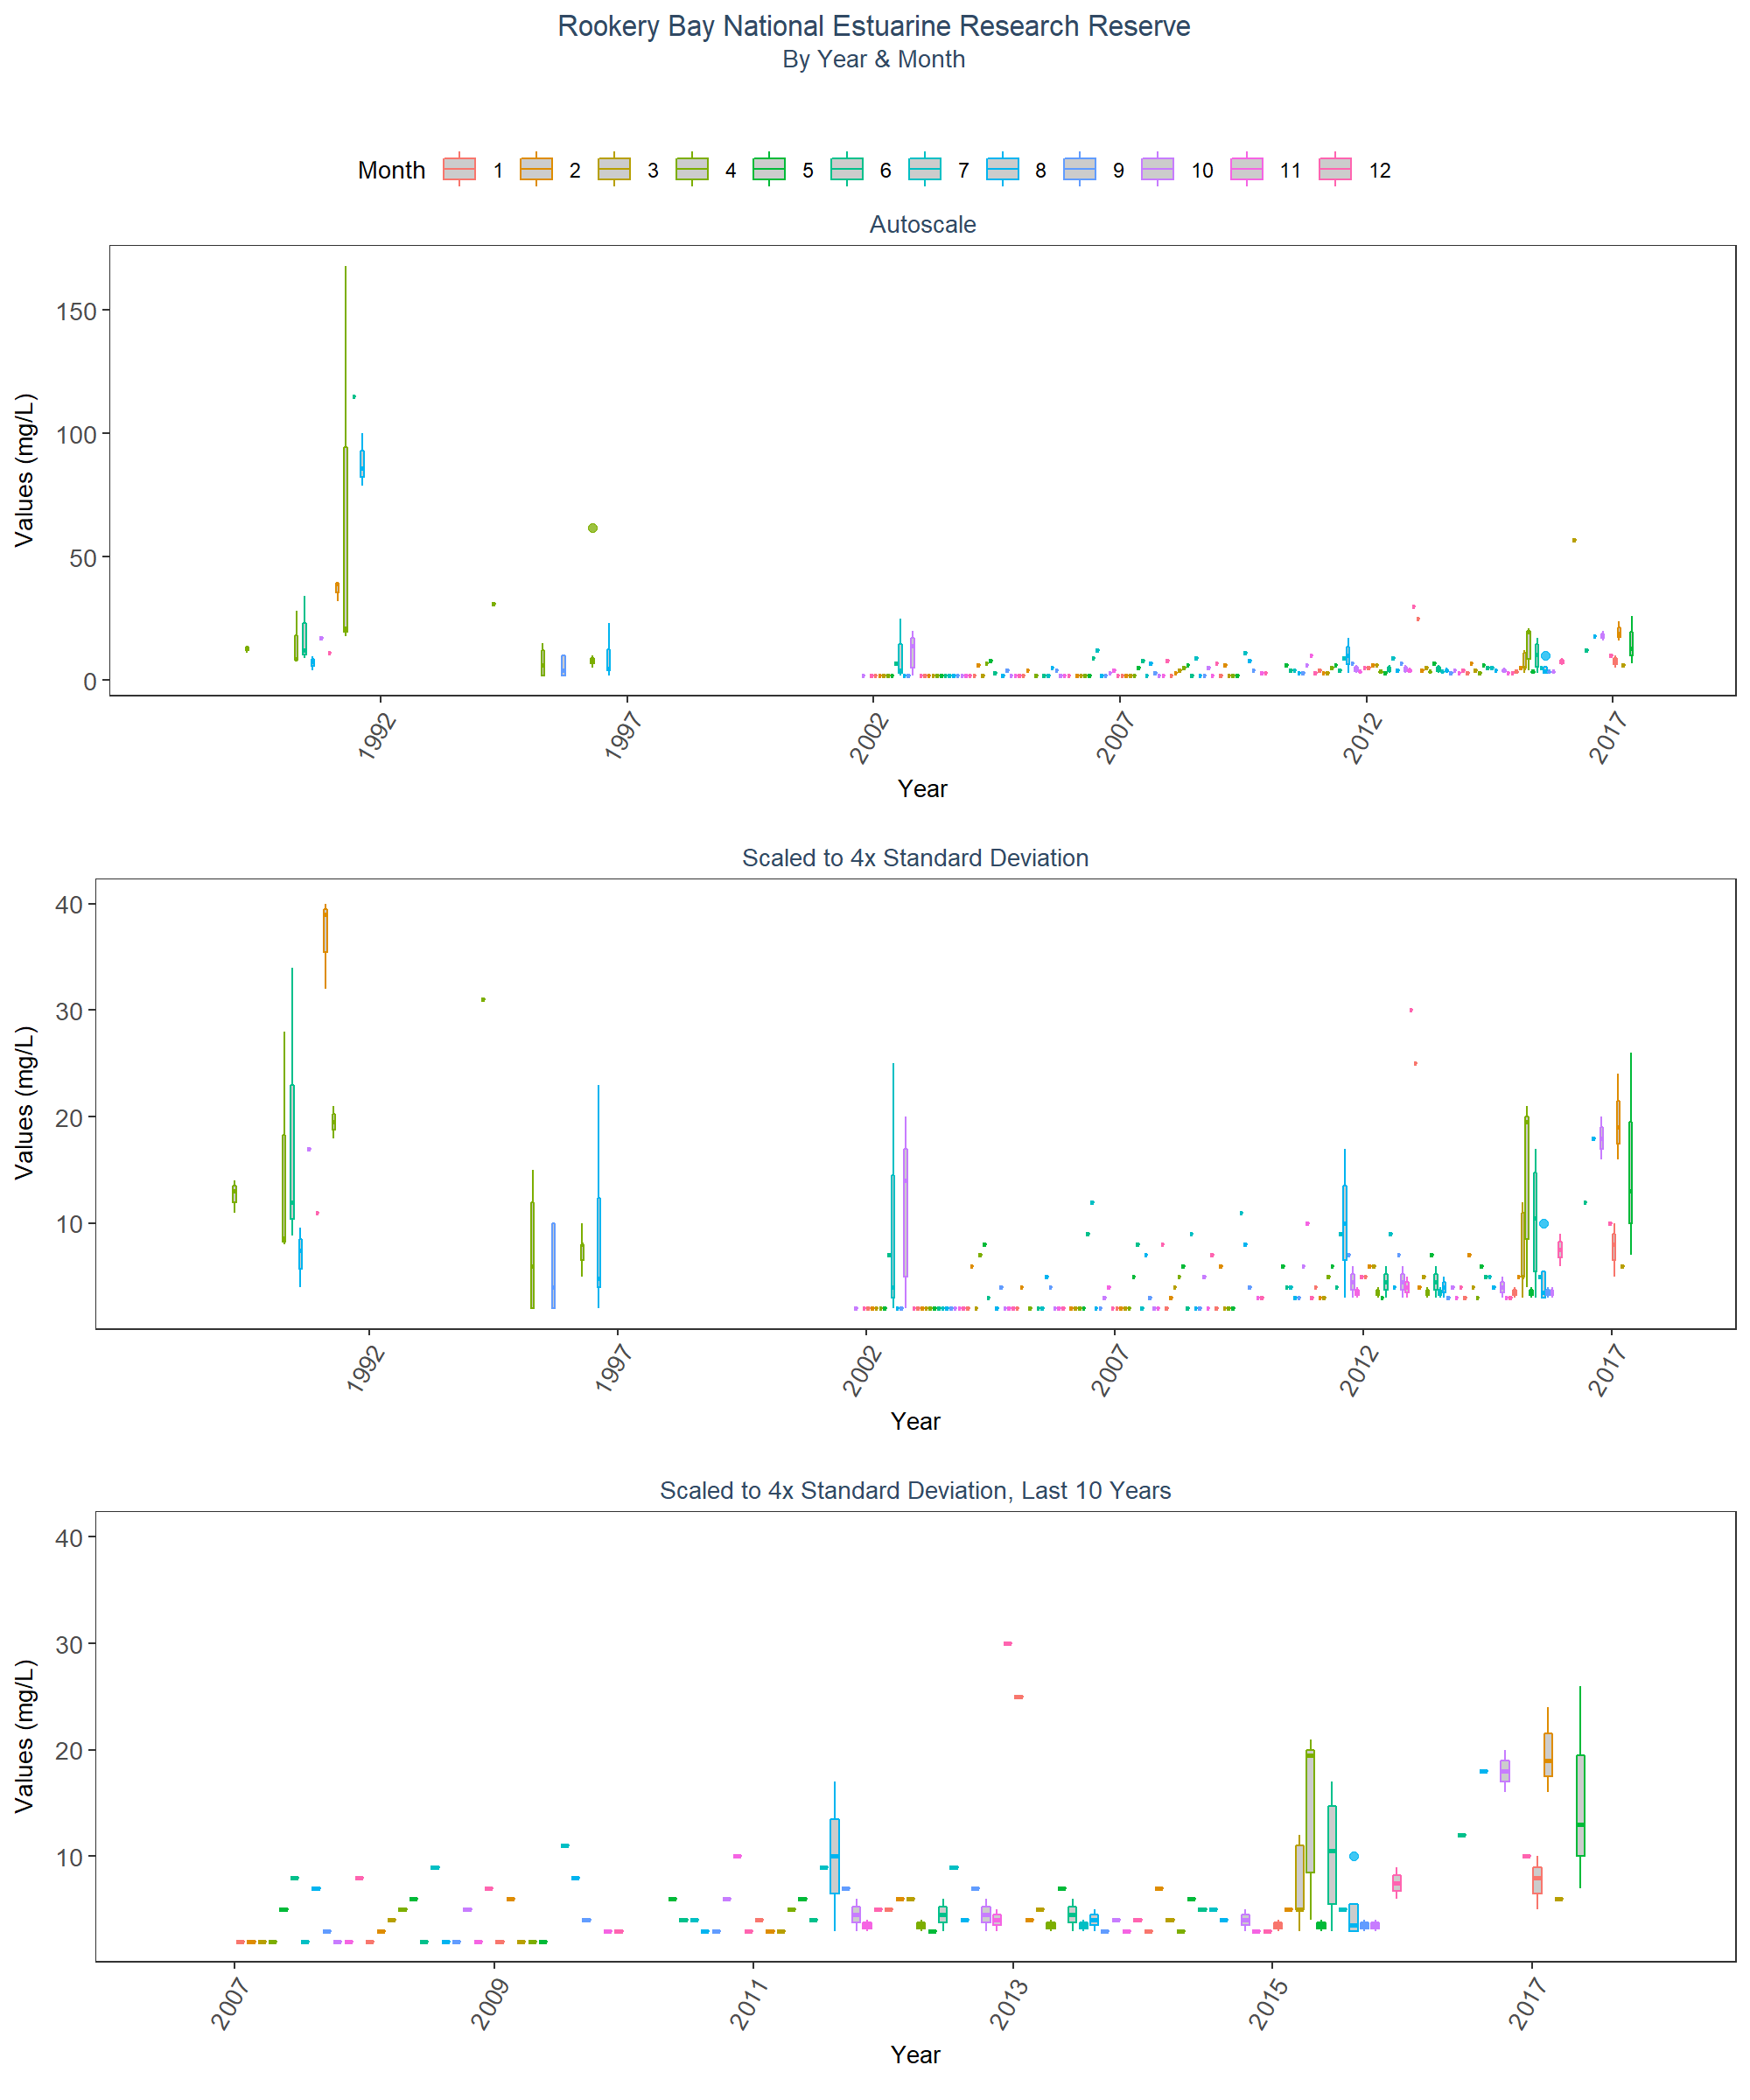 Rookery Bay National Estuarine Research Reserve
By Year & Month
Month 1 2 3 4 5 6 7 8 9 10 11 12
Autoscale
Values (mg/L)
150
100
50
0
1992 1997 2002 2007 2012 2017
Year
Scaled to 4x Standard Deviation
Values (mg/L)
40
30
20
10
1992 1997 2002 2007 2012 2017
Year
Scaled to 4x Standard Deviation, Last 10 Years
Values (mg/L)
40
30
20
10
2007 2009 2011 2013 2015 2017
Year